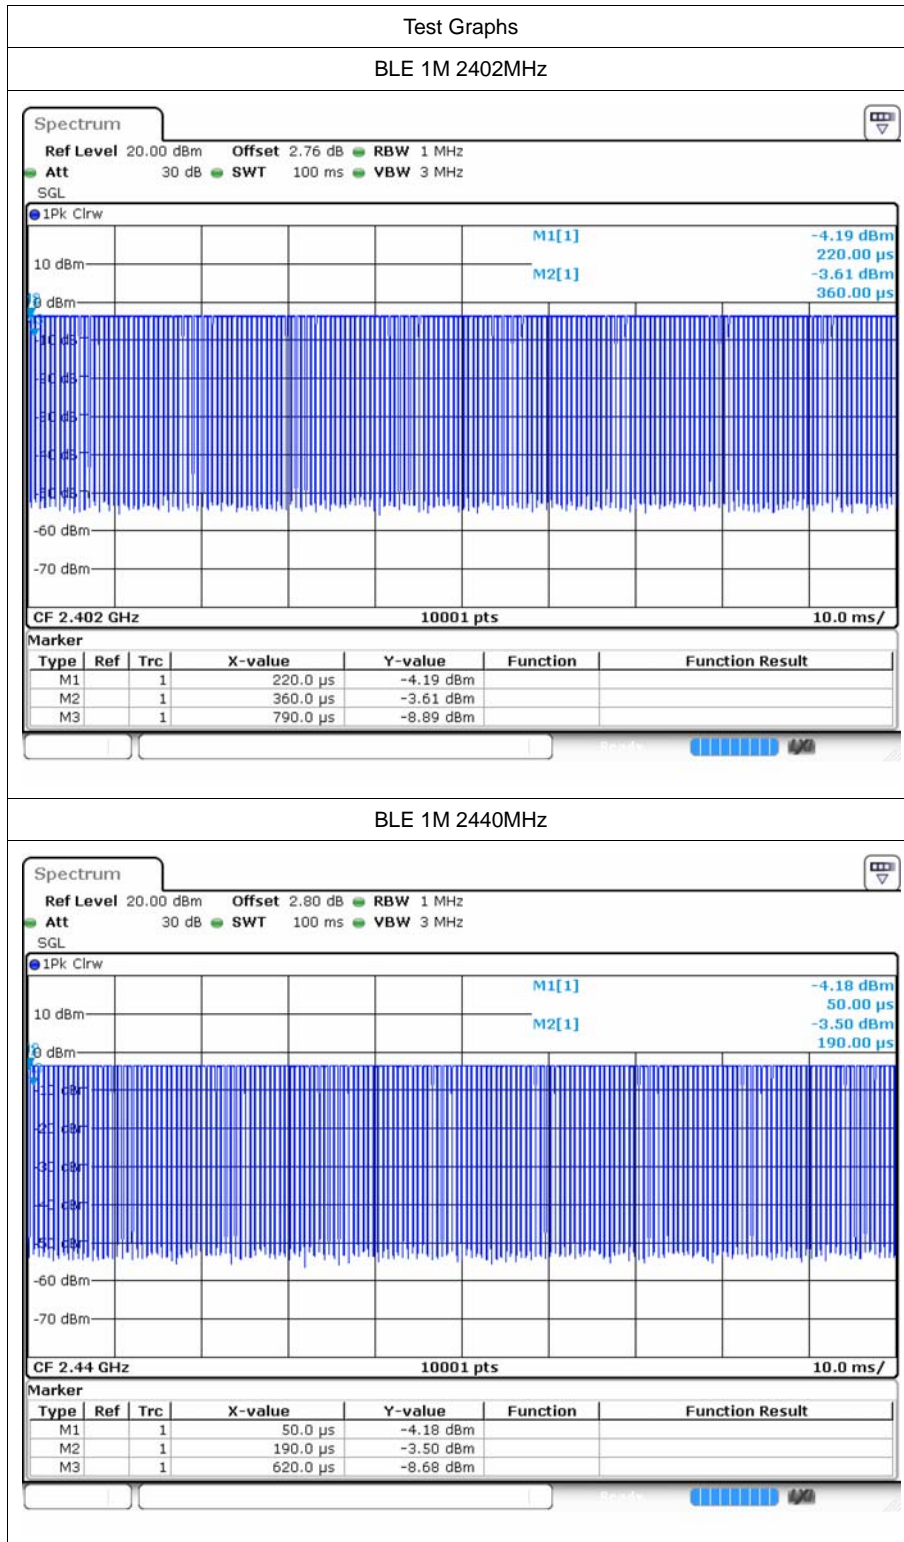 Test Graphs
BLE 1M 2402MHz
Spectrum
Ref Level 20.00 dBm Offset 2.76 dB RBW 1 MHz
Att 30 dB SWT 100 ms VBW 3 MHz
SGL
1Pk Clrw
M1[1] -4.19 dBm
220.00 µs
10 dBm
M2[1] -3.61 dBm
360.00 µs
0 dBm
-60 dBm
-70 dBm
CF 2.402 GHz 10001 pts 10.0 ms/
Marker
Type Ref Trc X-value Y-value Function Function Result
M1 1 220.0 µs -4.19 dBm
M2 1 360.0 µs -3.61 dBm
M3 1 790.0 µs -8.89 dBm
Ready
BLE 1M 2440MHz
Spectrum
Ref Level 20.00 dBm Offset 2.80 dB RBW 1 MHz
Att 30 dB SWT 100 ms VBW 3 MHz
SGL
1Pk Clrw
M1[1] -4.18 dBm
50.00 µs
10 dBm
M2[1] -3.50 dBm
190.00 µs
0 dBm
-60 dBm
-70 dBm
CF 2.44 GHz 10001 pts 10.0 ms/
Marker
Type Ref Trc X-value Y-value Function Function Result
M1 1 50.0 µs -4.18 dBm
M2 1 190.0 µs -3.50 dBm
M3 1 620.0 µs -8.68 dBm
Ready